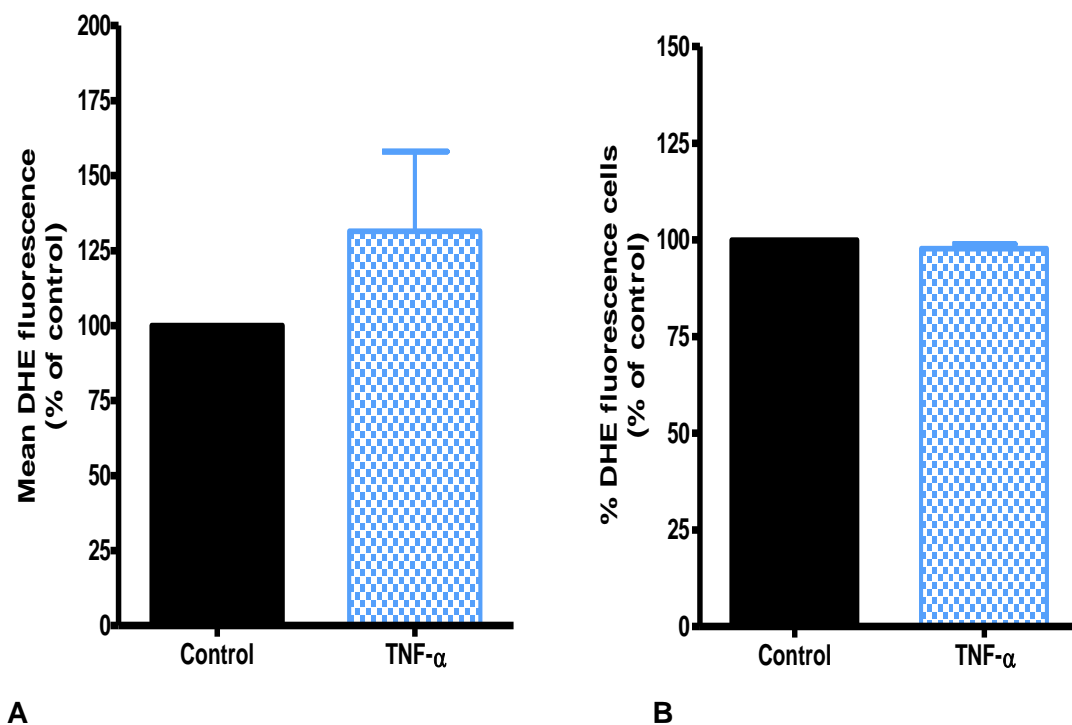 Mean DHE fluorescence
(% of control)
200
175
150
125
100
75
50
25
0
Control
TNF-α
A
% DHE fluorescence cells
(% of control)
150
125
100
75
50
25
0
Control
TNF-α
B